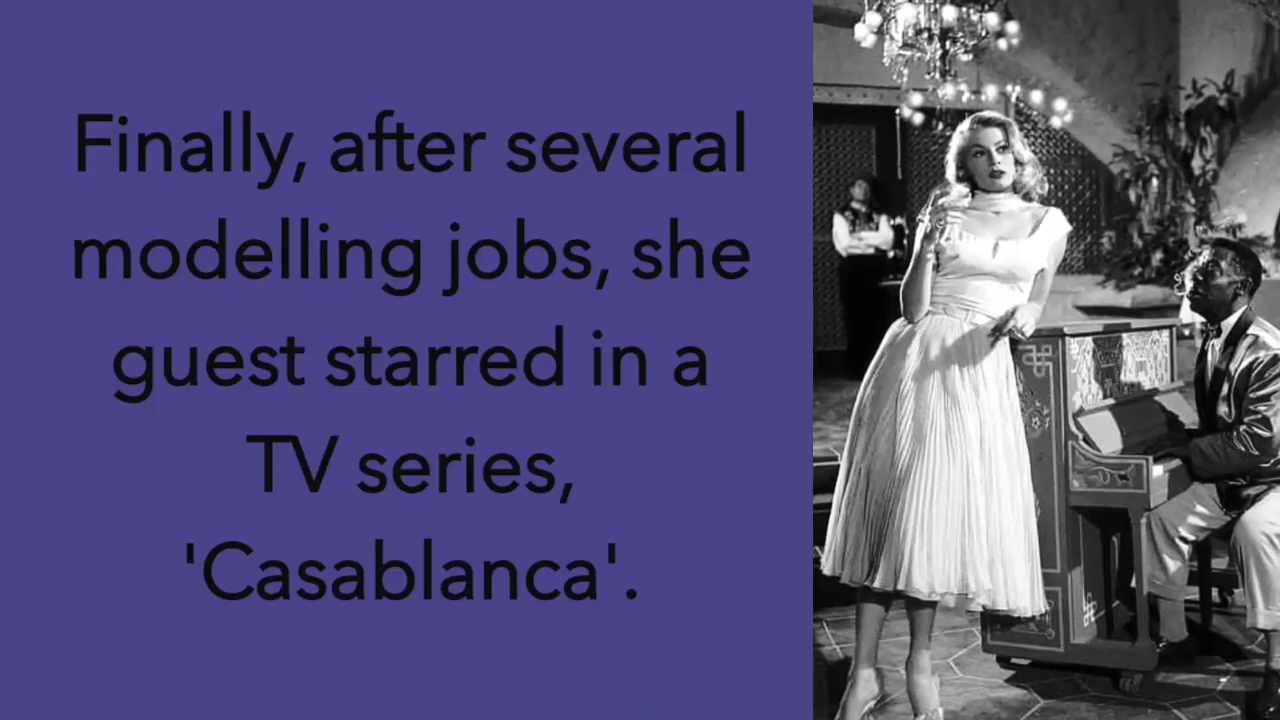 Finally, after several
modelling jobs, she
guest starred in a
TV series,
'Casablanca'.